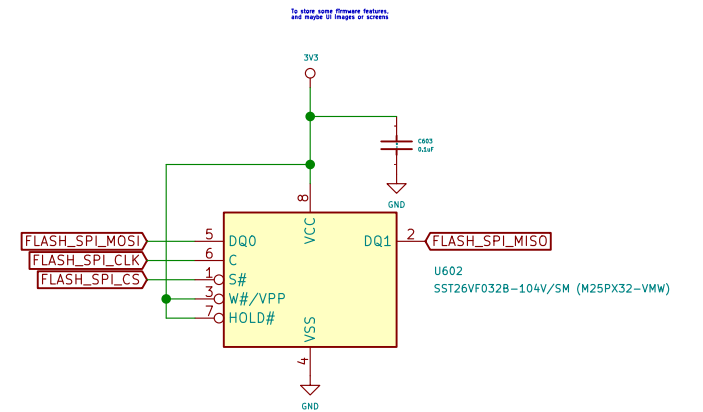 To store some firmware features,
and maybe UI images or screens
3V3
C603
0.1uF
GND
8
VCC
FLASH_SPI_MOSI 5 DQ0 DQ1 2 FLASH_SPI_MISO
FLASH_SPI_CLK 6 C
FLASH_SPI_CS 1 S#
3 W#/VPP
7 HOLD#
U602
SST26VF032B-104V/SM (M25PX32-VMW)
VSS
4
GND